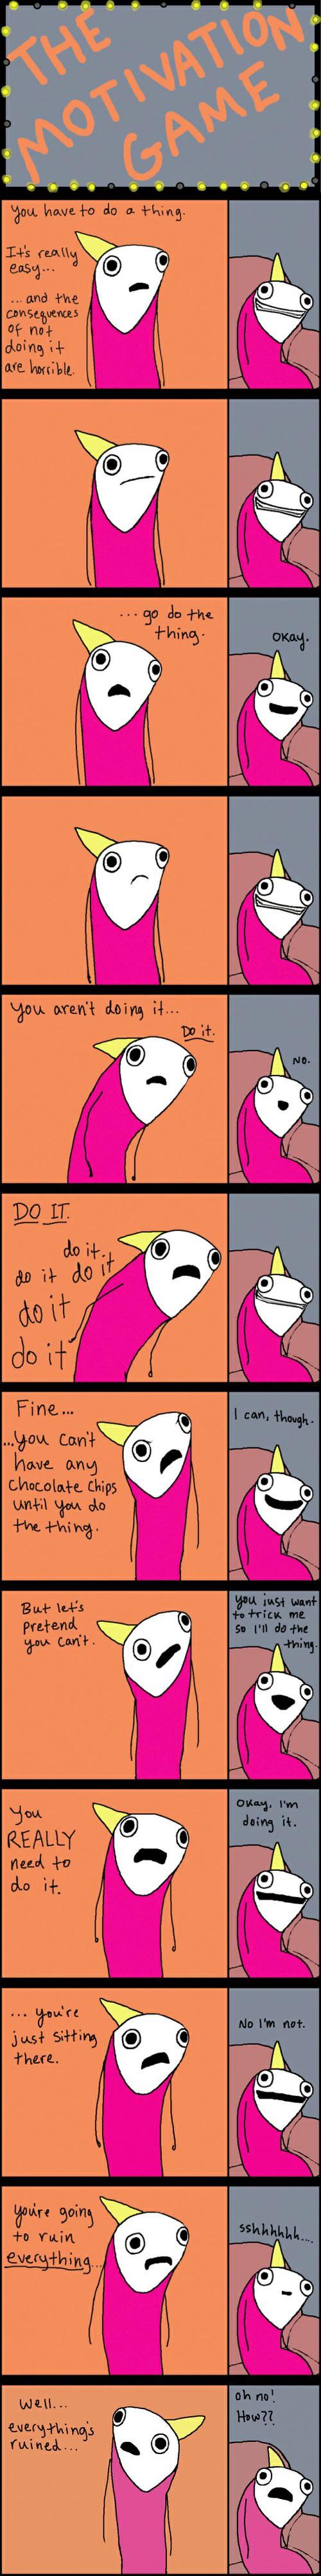 THE
MOTIVATION
GAME
You have to do a thing.
It's really
easy...
... and the
consequences
of not
doing it
are horrible.
... go do the
thing.
okay.
You aren't doing it...
Do it.
No.
DO IT.
do it.
do it do it
do it
do it
Fine...
...you can't
have any
chocolate chips
until you do
the thing.
I can, though.
But let's
pretend
you can't.
you just want
to trick me
so I'll do the
thing.
You
REALLY
need to
do it.
Okay, I'm
doing it.
... you're
just sitting
there.
No I'm not.
you're going
to ruin
everything...
sshhhhhh...
Well...
everything's
ruined...
oh no!
How??